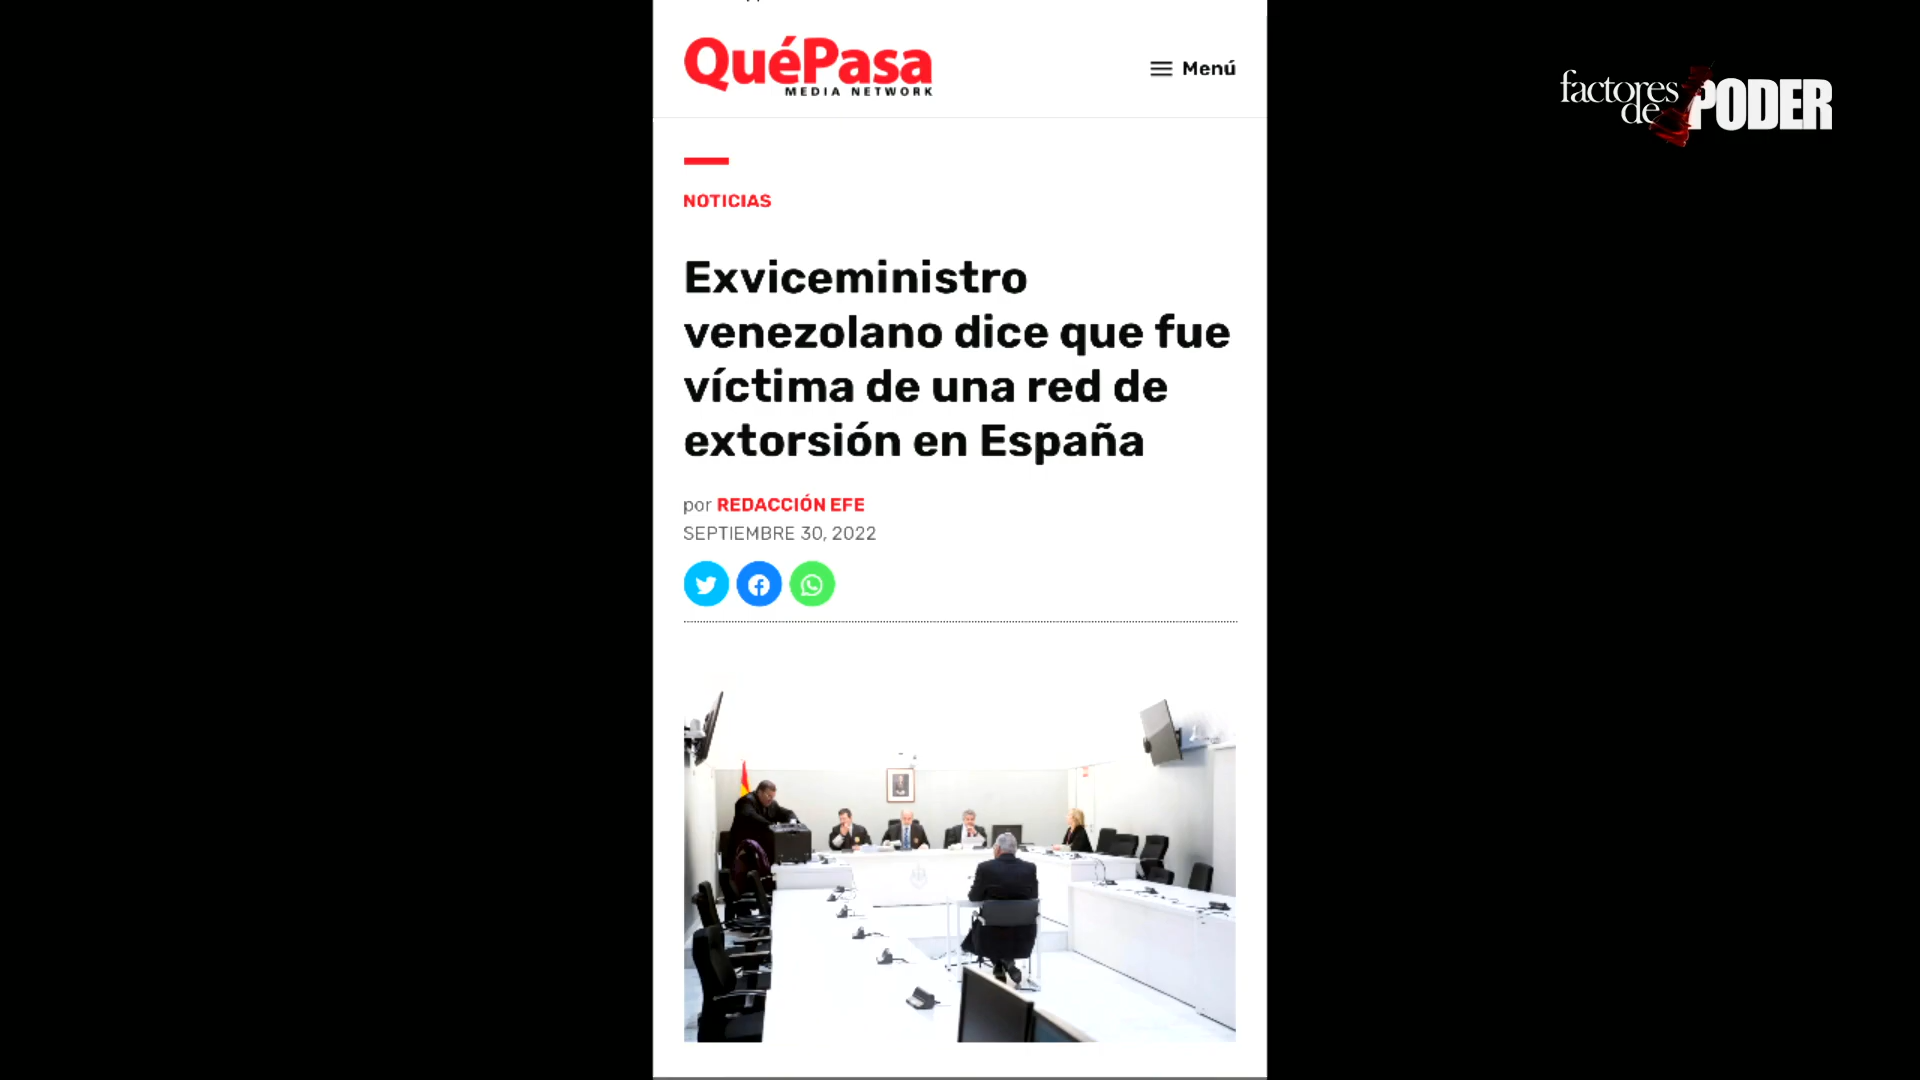 QuéPasa
MEDIA NETWORK
Menú
factores
de PODER
NOTICIAS
Exviceministro
venezolano dice que fue
víctima de una red de
extorsión en España
por REDACCIÓN EFE
SEPTIEMBRE 30, 2022